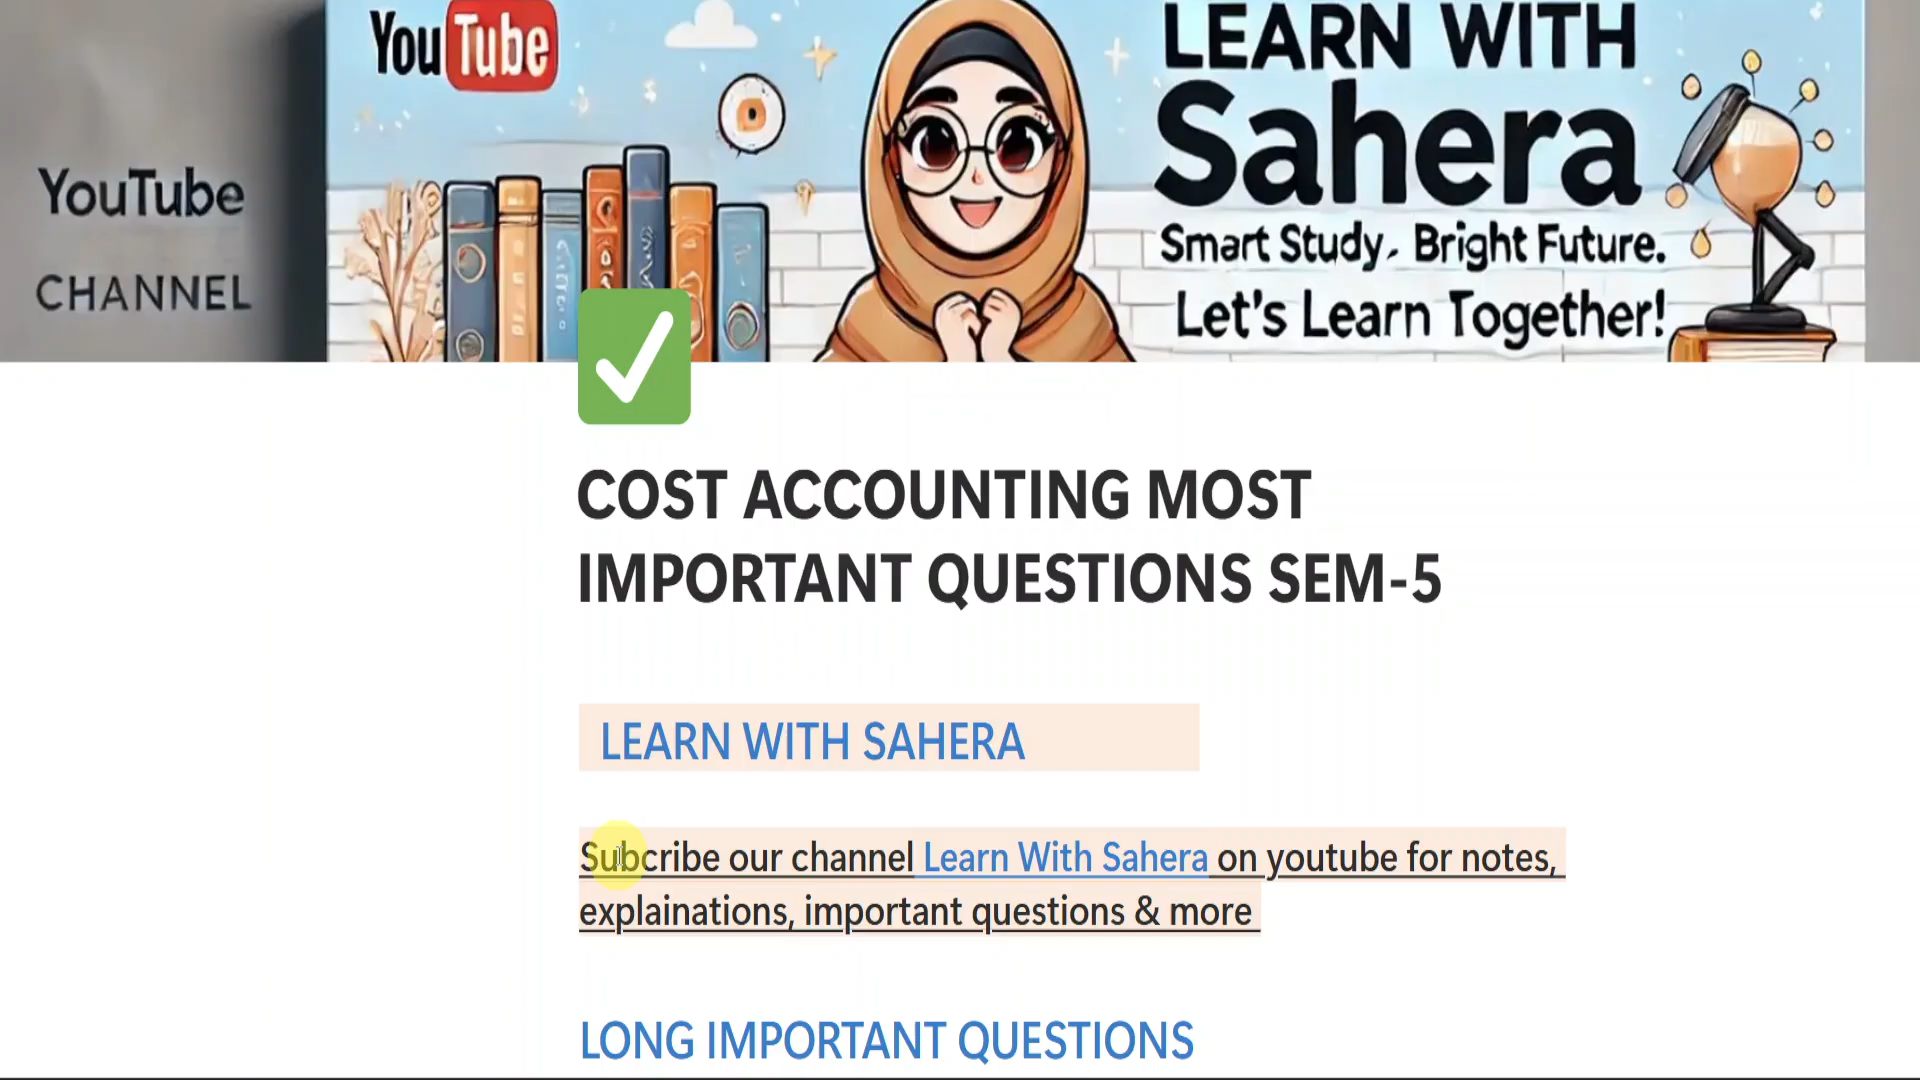 YouTube
CHANNEL
YouTube
LEARN WITH
Sahera
Smart Study, Bright Future.
Let's Learn Together!
COST ACCOUNTING MOST
IMPORTANT QUESTIONS SEM-5
LEARN WITH SAHERA
Subcribe our channel Learn With Sahera on youtube for notes,
explainations, important questions & more
LONG IMPORTANT QUESTIONS